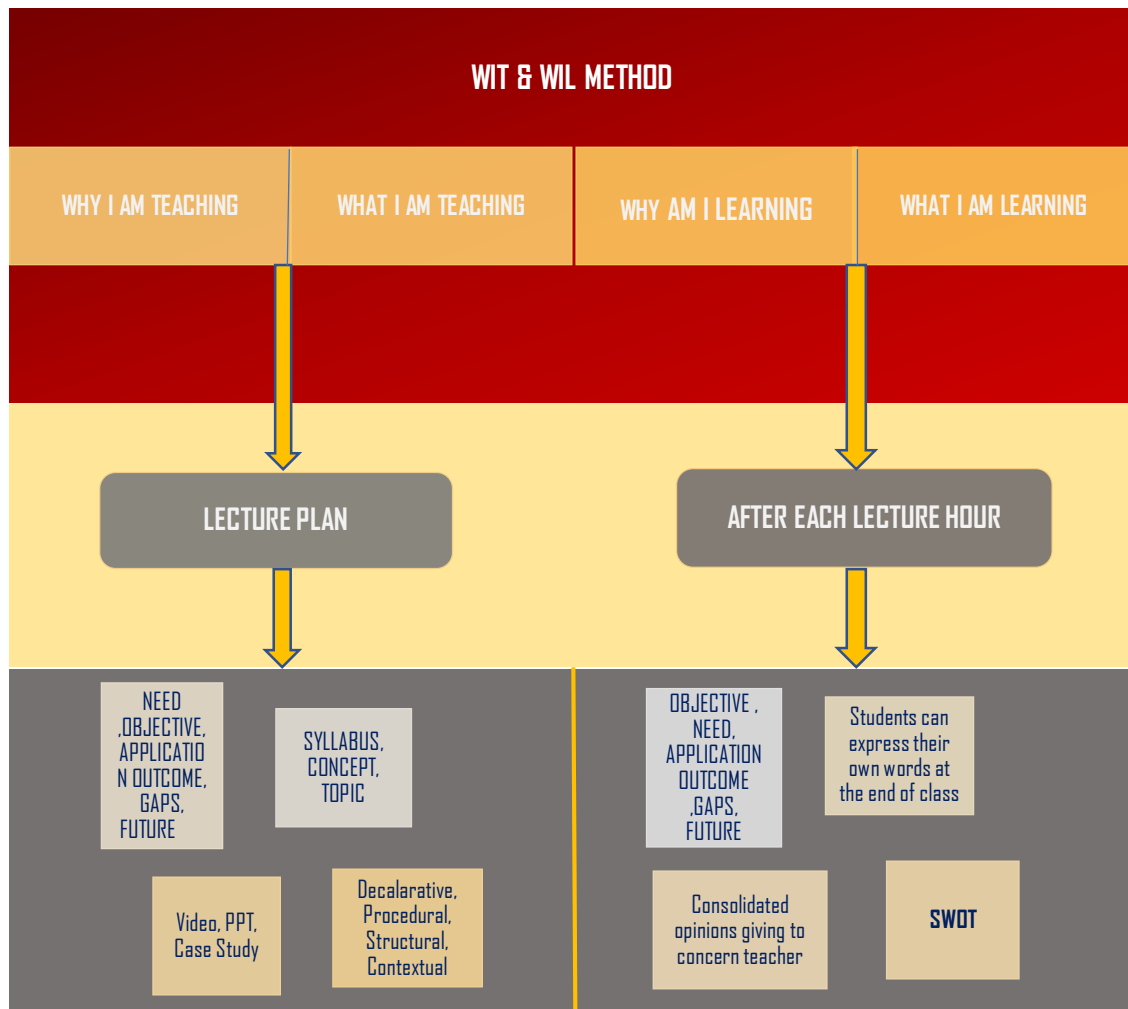 WIT & WIL METHOD
WHY I AM TEACHING
WHAT I AM TEACHING
WHY AM I LEARNING
WHAT I AM LEARNING
LECTURE PLAN
AFTER EACH LECTURE HOUR
NEED
,OBJECTIVE,
APPLICATIO
N OUTCOME,
GAPS,
FUTURE
SYLLABUS,
CONCEPT,
TOPIC
Video, PPT,
Case Study
Decalarative,
Procedural,
Structural,
Contextual
OBJECTIVE ,
NEED,
APPLICATION
OUTCOME
,GAPS,
FUTURE
Students can
express their
own words at
the end of class
Consolidated
opinions giving to
concern teacher
SWOT